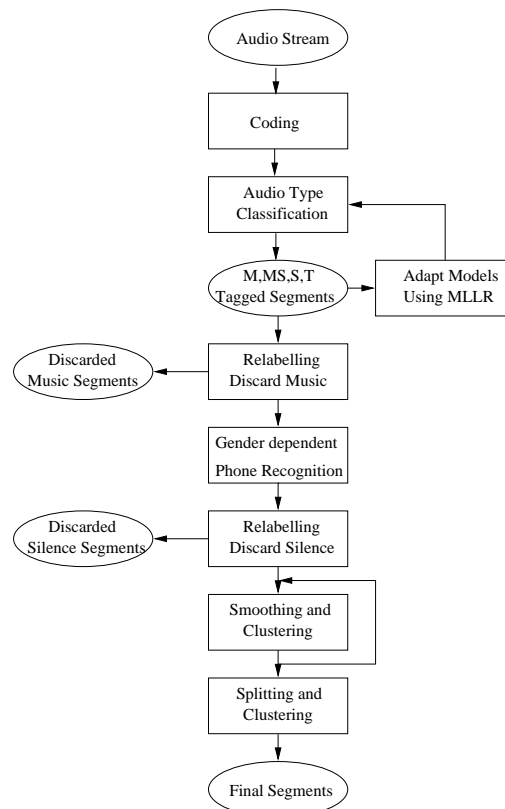 Audio Stream
Coding
Audio Type
Classification
M,MS,S,T
Tagged Segments
Adapt Models
Using MLLR
Discarded
Music Segments
Relabelling
Discard Music
Gender dependent
Phone Recognition
Discarded
Silence Segments
Relabelling
Discard Silence
Smoothing and
Clustering
Splitting and
Clustering
Final Segments